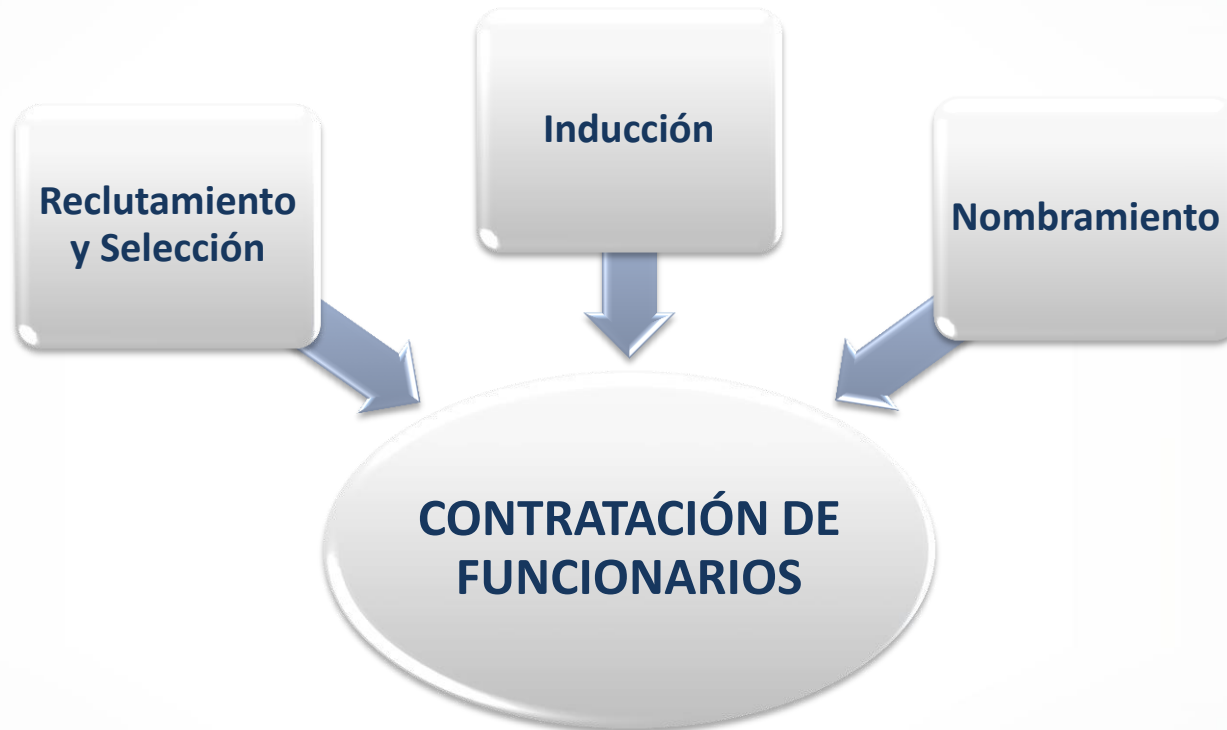 Reclutamiento
y Selección
Inducción
Nombramiento
CONTRATACIÓN DE
FUNCIONARIOS